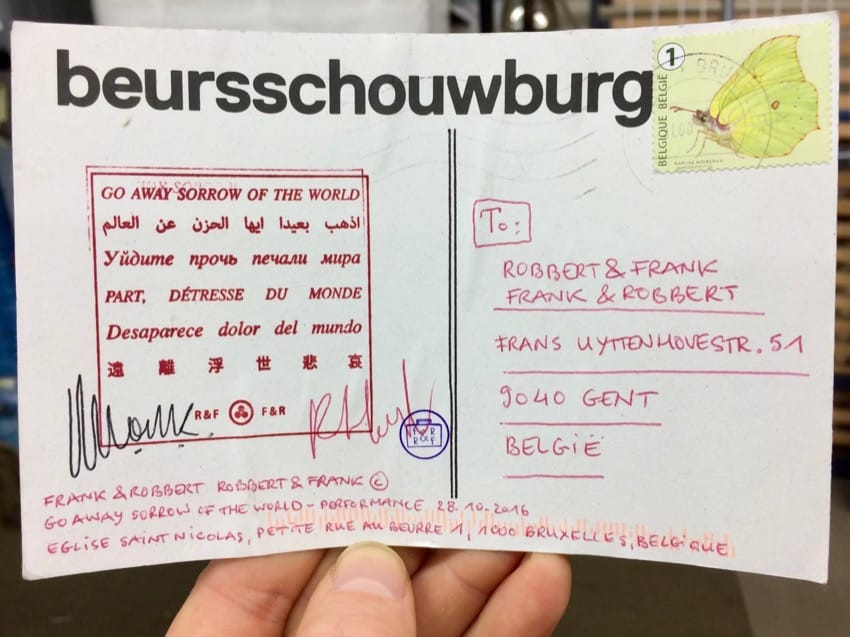 beursschouwburg
1
BELGIQUE BELGIË
GO AWAY SORROW OF THE WORLD
اذهب بعيدا ايها الحزن عن العالم
Уйдите прочь печали мира
PART, DÉTRESSE DU MONDE
Desaparece dolor del mundo
遠 離 浮 世 悲 哀
R&F F&R
FRANK & ROBBERT ROBBERT & FRANK ©
GO AWAY SORROW OF THE WORLD - PERFORMANCE 28.10-2016
EGLISE SAINT NICOLAS, PETITE RUE AU BEURRE 1, 1000 BRUXELLES, BELGIQUE
To:
ROBBERT & FRANK
FRANK & ROBBERT
FRANS UYTTENHOVESTR. 51
9040 GENT
BELGIË